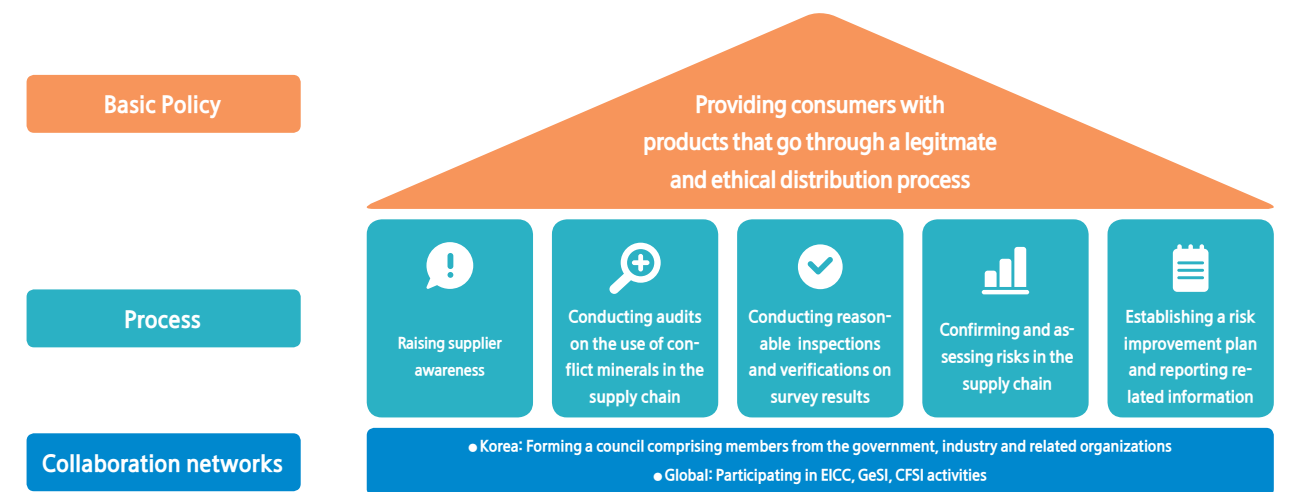 Basic Policy
Providing consumers with
products that go through a legitmate
and ethical distribution process
Process
Raising supplier
awareness
Conducting audits
on the use of con-
flict minerals in the
supply chain
Conducting reason-
able inspections
and verifications on
survey results
Confirming and as-
sessing risks in the
supply chain
Establishing a risk
improvement plan
and reporting re-
lated information
Collaboration networks
● Korea: Forming a council comprising members from the government, industry and related organizations
● Global: Participating in EICC, GeSI, CFSI activities